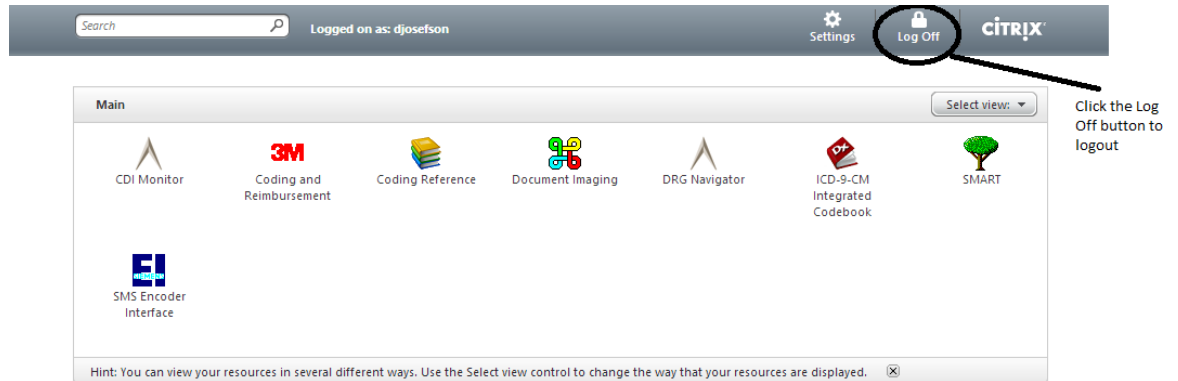 Search
Logged on as: djosefson
Settings
Log Off
CİTRIX
Main
Select view:
Click the Log
Off button to
logout
CDI Monitor
3M
Coding and
Reimbursement
Coding Reference
Document Imaging
DRG Navigator
ICD-9-CM
Integrated
Codebook
SMART
SMS Encoder
Interface
Hint: You can view your resources in several different ways. Use the Select view control to change the way that your resources are displayed.